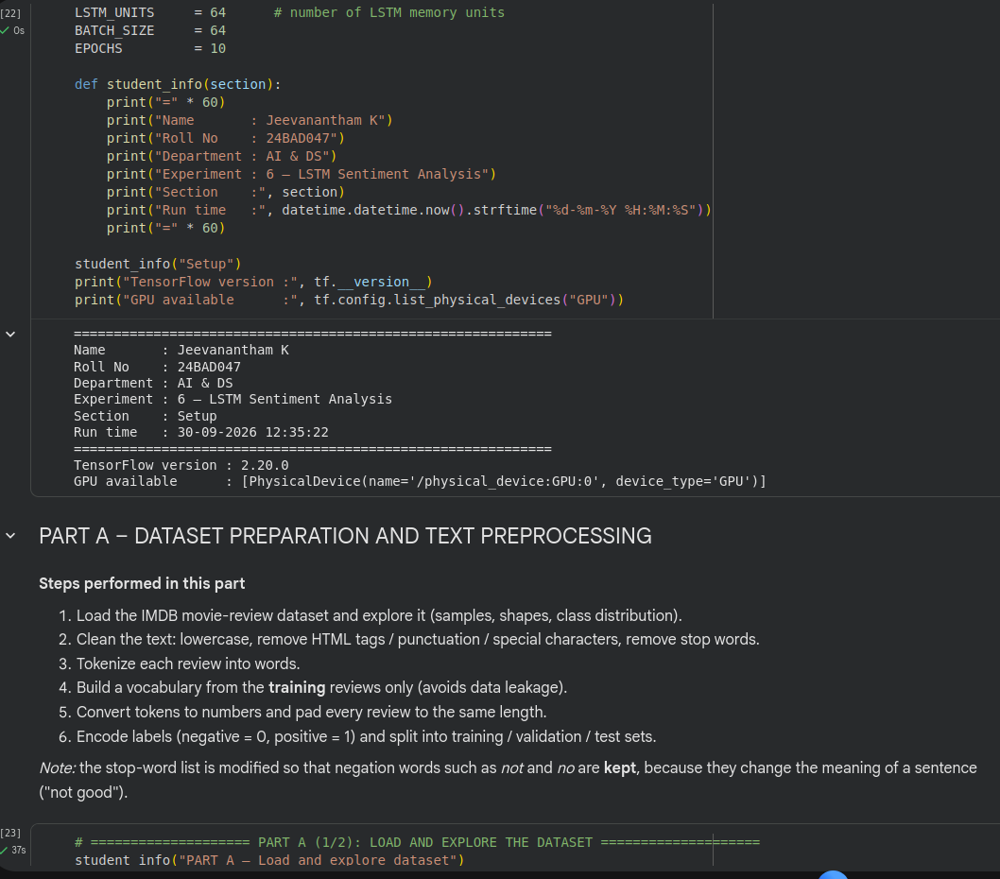 [22]
LSTM_UNITS     = 64      # number of LSTM memory units
0s
BATCH_SIZE     = 64
EPOCHS         = 10
def student_info(section):
    print("=" * 60)
    print("Name       : Jeevanantham K")
    print("Roll No    : 24BAD047")
    print("Department : AI & DS")
    print("Experiment : 6 – LSTM Sentiment Analysis")
    print("Section    :", section)
    print("Run time   :", datetime.datetime.now().strftime("%d-%m-%Y %H:%M:%S"))
    print("=" * 60)
student_info("Setup")
print("TensorFlow version :", tf.__version__)
print("GPU available      :", tf.config.list_physical_devices("GPU"))
============================================================
Name       : Jeevanantham K
Roll No    : 24BAD047
Department : AI & DS
Experiment : 6 – LSTM Sentiment Analysis
Section    : Setup
Run time   : 30-09-2026 12:35:22
============================================================
TensorFlow version : 2.20.0
GPU available      : [PhysicalDevice(name='/physical_device:GPU:0', device_type='GPU')]
PART A – DATASET PREPARATION AND TEXT PREPROCESSING
Steps performed in this part
1. Load the IMDB movie-review dataset and explore it (samples, shapes, class distribution).
2. Clean the text: lowercase, remove HTML tags / punctuation / special characters, remove stop words.
3. Tokenize each review into words.
4. Build a vocabulary from the training reviews only (avoids data leakage).
5. Convert tokens to numbers and pad every review to the same length.
6. Encode labels (negative = 0, positive = 1) and split into training / validation / test sets.
Note: the stop-word list is modified so that negation words such as not and no are kept, because they change the meaning of a sentence
("not good").
[23]
# ==================== PART A (1/2): LOAD AND EXPLORE THE DATASET ====================
37s
student_info("PART A – Load and explore dataset")